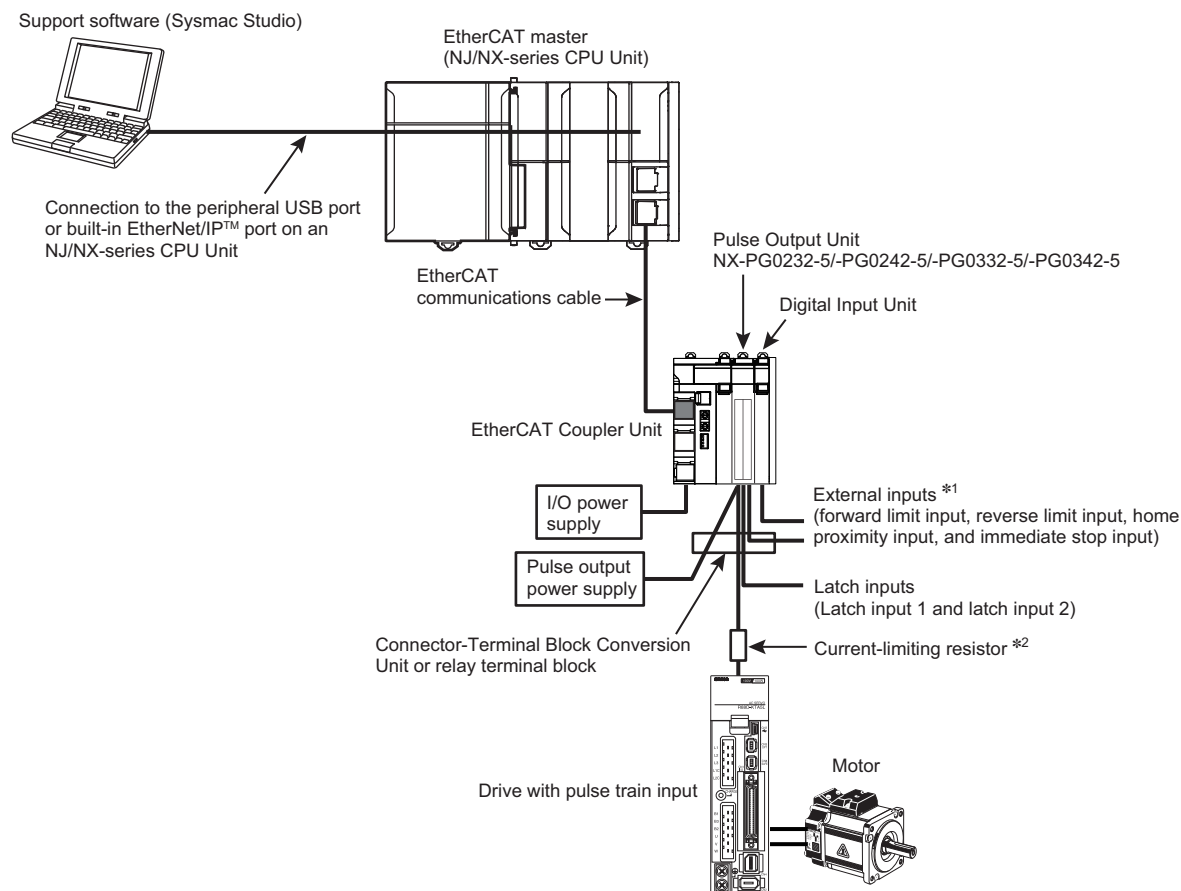 Support software (Sysmac Studio)
EtherCAT master
(NJ/NX-series CPU Unit)
Connection to the peripheral USB port
or built-in EtherNet/IP™ port on an
NJ/NX-series CPU Unit
EtherCAT
communications cable
Pulse Output Unit
NX-PG0232-5/-PG0242-5/-PG0332-5/-PG0342-5
Digital Input Unit
EtherCAT Coupler Unit
I/O power
supply
External inputs *1
(forward limit input, reverse limit input, home
proximity input, and immediate stop input)
Pulse output
power supply
Latch inputs
(Latch input 1 and latch input 2)
Connector-Terminal Block Conversion
Unit or relay terminal block
Current-limiting resistor *2
Drive with pulse train input
Motor